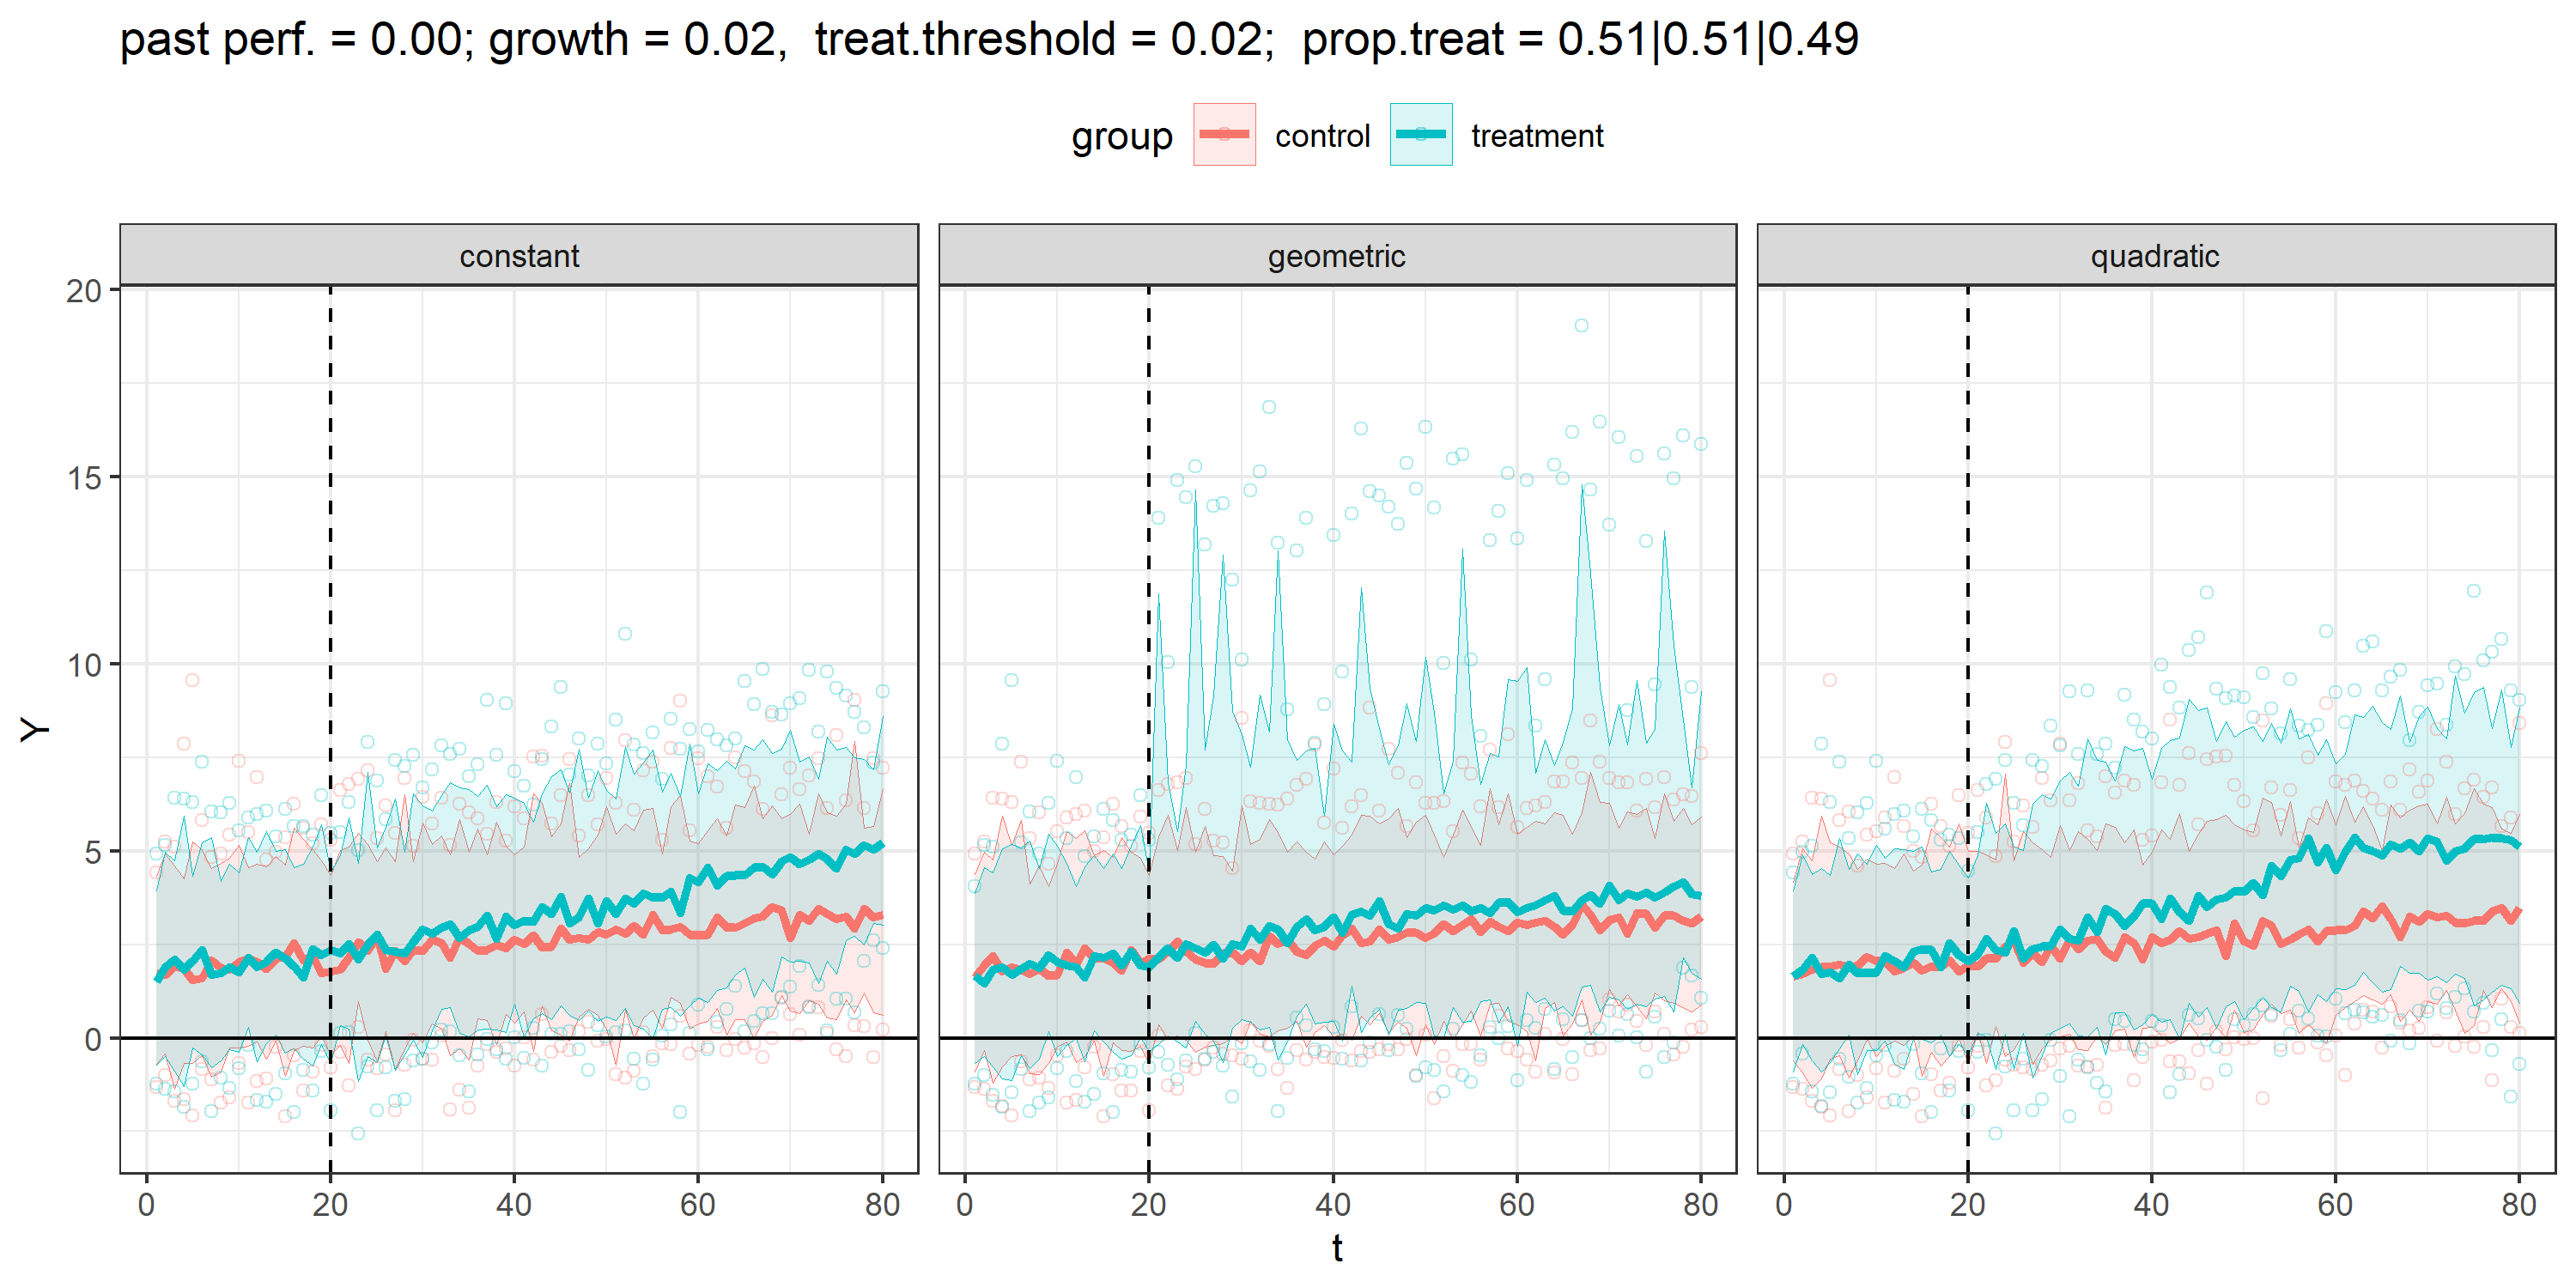 past perf. = 0.00; growth = 0.02,  treat.threshold = 0.02;  prop.treat = 0.51|0.51|0.49
group control treatment
constant geometric quadratic
20
15
10
5
0
Y
0 20 40 60 80 0 20 40 60 80 0 20 40 60 80
t